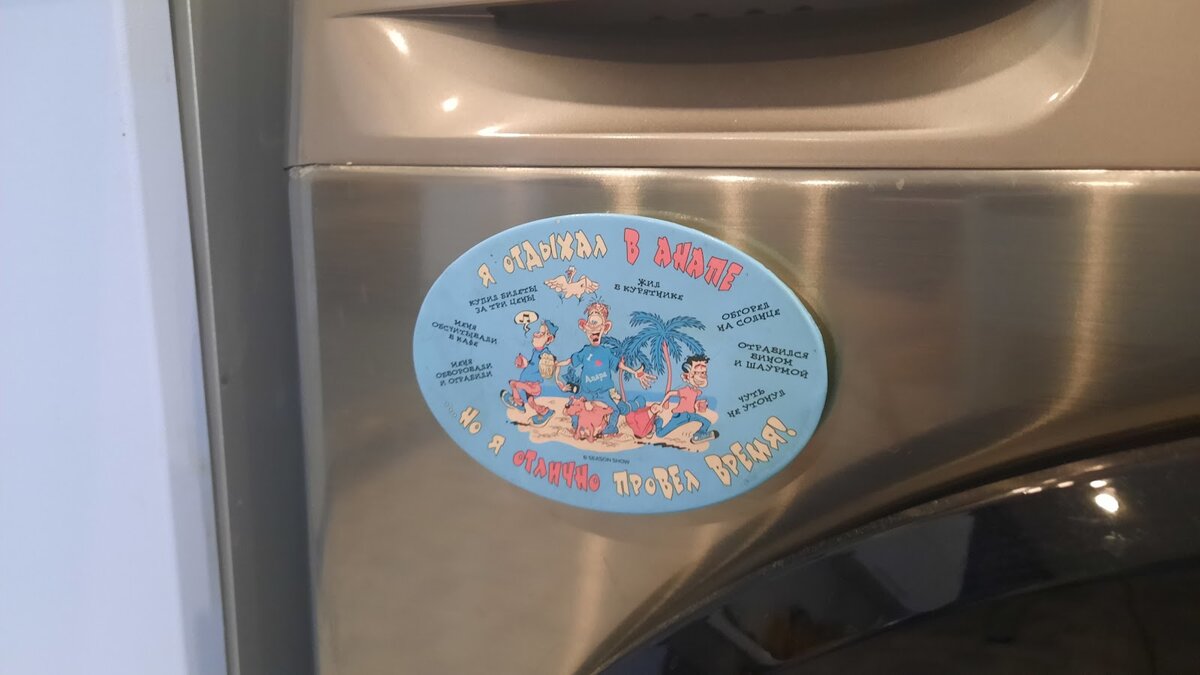 Я ОТДЫХАЛ В АНАПЕ
КУПИЛ БИЛЕТЫ
ЗА ТРИ ЦЕНЫ
ЖИЛ
В КУРЯТНИКЕ
МЕНЯ
ОБСЧИТЫВАЛИ
В КАФЕ
ОБГОРЕЛ
НА СОЛНЦЕ
МЕНЯ
ОБВОРОВАЛИ
И ОГРАБИЛИ
ОТРАВИЛСЯ
ВИНОМ
И ШАУРМОЙ
ЧУТЬ
НЕ УТОНУЛ
Анапа
...НО Я ОТЛИЧНО ПРОВЕЛ ВРЕМЯ!
© SEASON SHOW